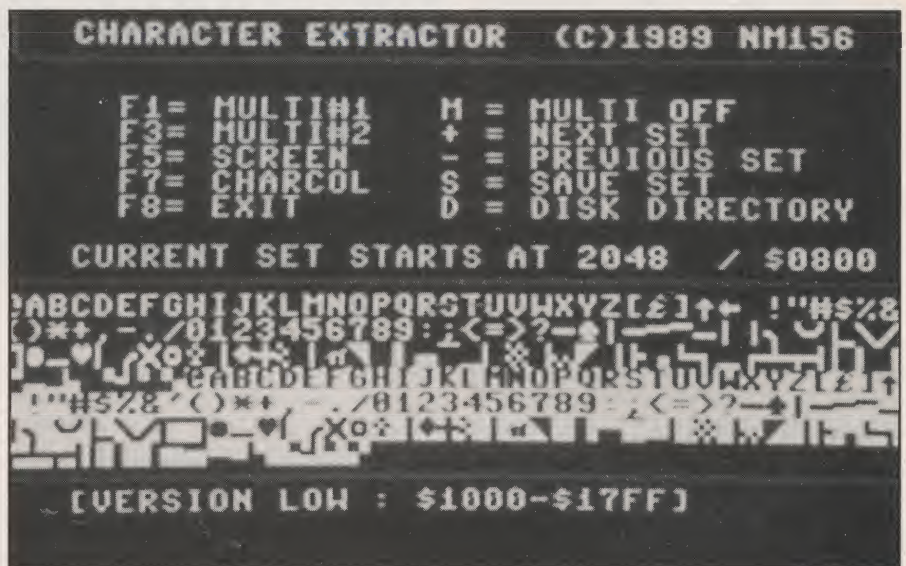 CHARACTER EXTRACTOR (C)1989 NM156
F1= MULTI#1 M = MULTI OFF
F3= MULTI#2 + = NEXT SET
F5= SCREEN - = PREVIOUS SET
F7= CHARCOL S = SAVE SET
F8= EXIT D = DISK DIRECTORY
CURRENT SET STARTS AT 2048 / $0800
@ABCDEFGHIJKLMNOPQRSTUVWXYZ[£]↑← !"#$%&
()*+,-./0123456789:;<=>?
@ABCDEFGHIJKLMNOPQRSTUVWXYZ[£]↑
!"#$%&'()*+,-./0123456789:;<=>?
[VERSION LOW : $1000-$17FF]